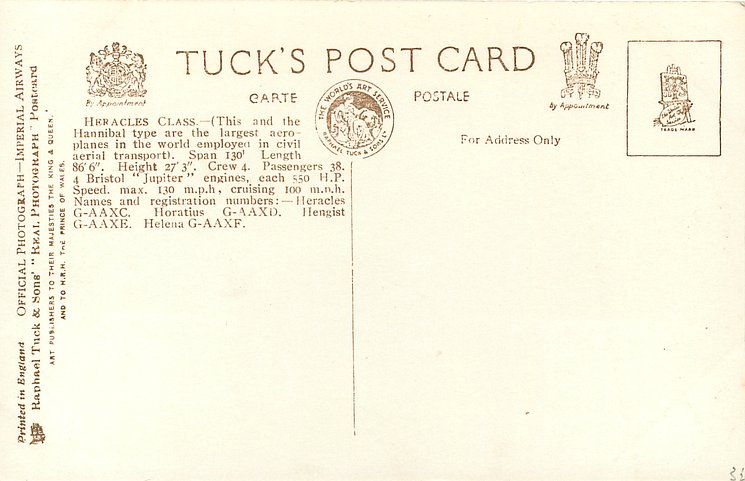 TUCK'S POST CARD
By Appointment
By Appointment
CARTE
POSTALE
THE WORLD'S ART SERVICE
RAPHAEL TUCK & SONS LD
TRADE MARK
For Address Only
HERACLES CLASS.—(This and the
Hannibal type are the largest aero-
planes in the world employed in civil
aerial transport). Span 130' Length
86' 6". Height 27' 3". Crew 4. Passengers 38.
4 Bristol "Jupiter" engines, each 550 H.P.
Speed. max. 130 m.p.h, cruising 100 m.p.h.
Names and registration numbers:—Heracles
G-AAXC. Horatius G-AAXD. Hengist
G-AAXE. Helena G-AAXF.
Printed in England OFFICIAL PHOTOGRAPH—IMPERIAL AIRWAYS
Raphael Tuck & Sons' "REAL PHOTOGRAPH" Postcard
ART PUBLISHERS TO THEIR MAJESTIES THE KING & QUEEN,
AND TO H.R.H. THE PRINCE OF WALES.